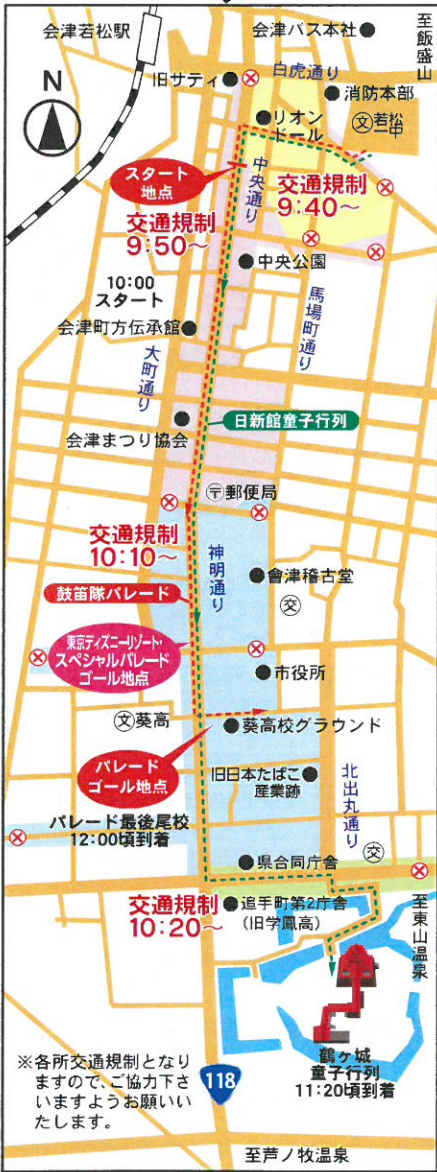 会津若松駅
会津バス本社
至飯盛山
白虎通り
旧サティ
消防本部
N
リオン
ドール
文 若松
一中
スタート
地点
中央通り
交通規制
9:40〜
交通規制
9:50〜
中央公園
10:00
スタート
馬場町通り
会津町方伝承館
大町通り
日新館童子行列
会津まつり協会
〒郵便局
交通規制
10:10〜
神明通り
鼓笛隊パレード
會津稽古堂
交
東京ディズニーリゾート・
スペシャルパレード
ゴール地点
市役所
文 葵高
葵高校グラウンド
パレード
ゴール地点
旧日本たばこ
産業跡
北出丸通り
パレード最後尾校
12:00頃到着
交
県合同庁舎
交通規制
10:20〜
追手町第2庁舎
(旧学鳳高)
至東山温泉
鶴ヶ城
童子行列
11:20頃到着
※各所交通規制となり
ますので、ご協力下さ
いますようお願いい
たします。
118
至芦ノ牧温泉